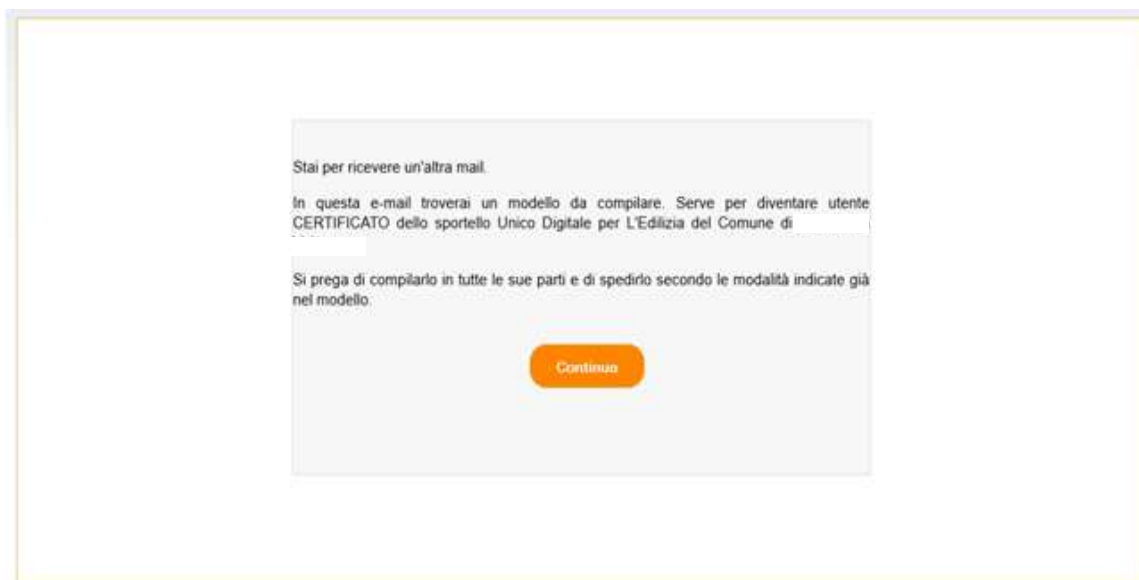 Stai per ricevere un'altra mail.
In questa e-mail troverai un modello da compilare. Serve per diventare utente
CERTIFICATO dello sportello Unico Digitale per L'Edilizia del Comune di
Si prega di compilarlo in tutte le sue parti e di spedirlo secondo le modalità indicate già
nel modello.
Continua